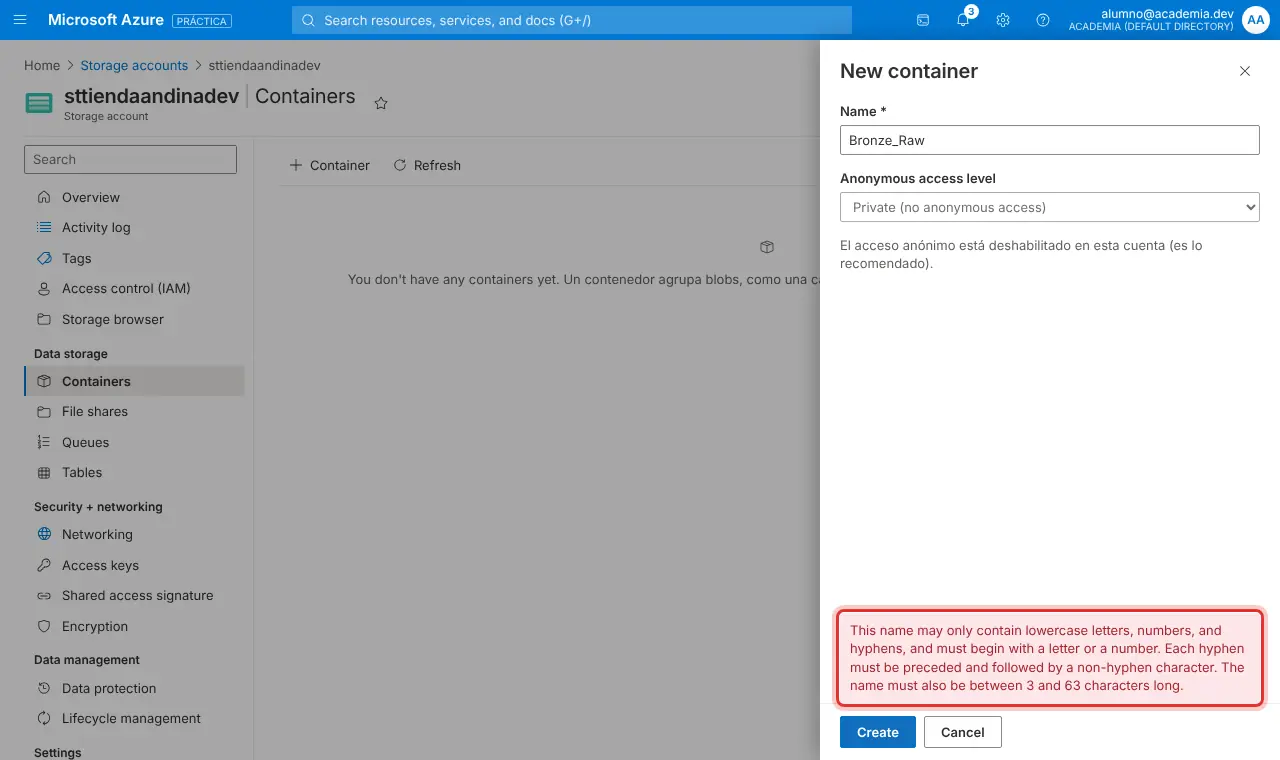 Microsoft Azure PRÁCTICA
Search resources, services, and docs (G+/)
3
alumno@academia.dev
ACADEMIA (DEFAULT DIRECTORY)
AA
Home > Storage accounts > sttiendaandinadev
sttiendaandinadev | Containers
Storage account
Search
Overview
Activity log
Tags
Access control (IAM)
Storage browser
Data storage
Containers
File shares
Queues
Tables
Security + networking
Networking
Access keys
Shared access signature
Encryption
Data management
Data protection
Lifecycle management
Settings
Container
Refresh
You don't have any containers yet. Un contenedor agrupa blobs, como una
New container
Name *
Bronze_Raw
Anonymous access level
Private (no anonymous access)
El acceso anónimo está deshabilitado en esta cuenta (es lo
recomendado).
This name may only contain lowercase letters, numbers, and
hyphens, and must begin with a letter or a number. Each hyphen
must be preceded and followed by a non-hyphen character. The
name must also be between 3 and 63 characters long.
Create
Cancel